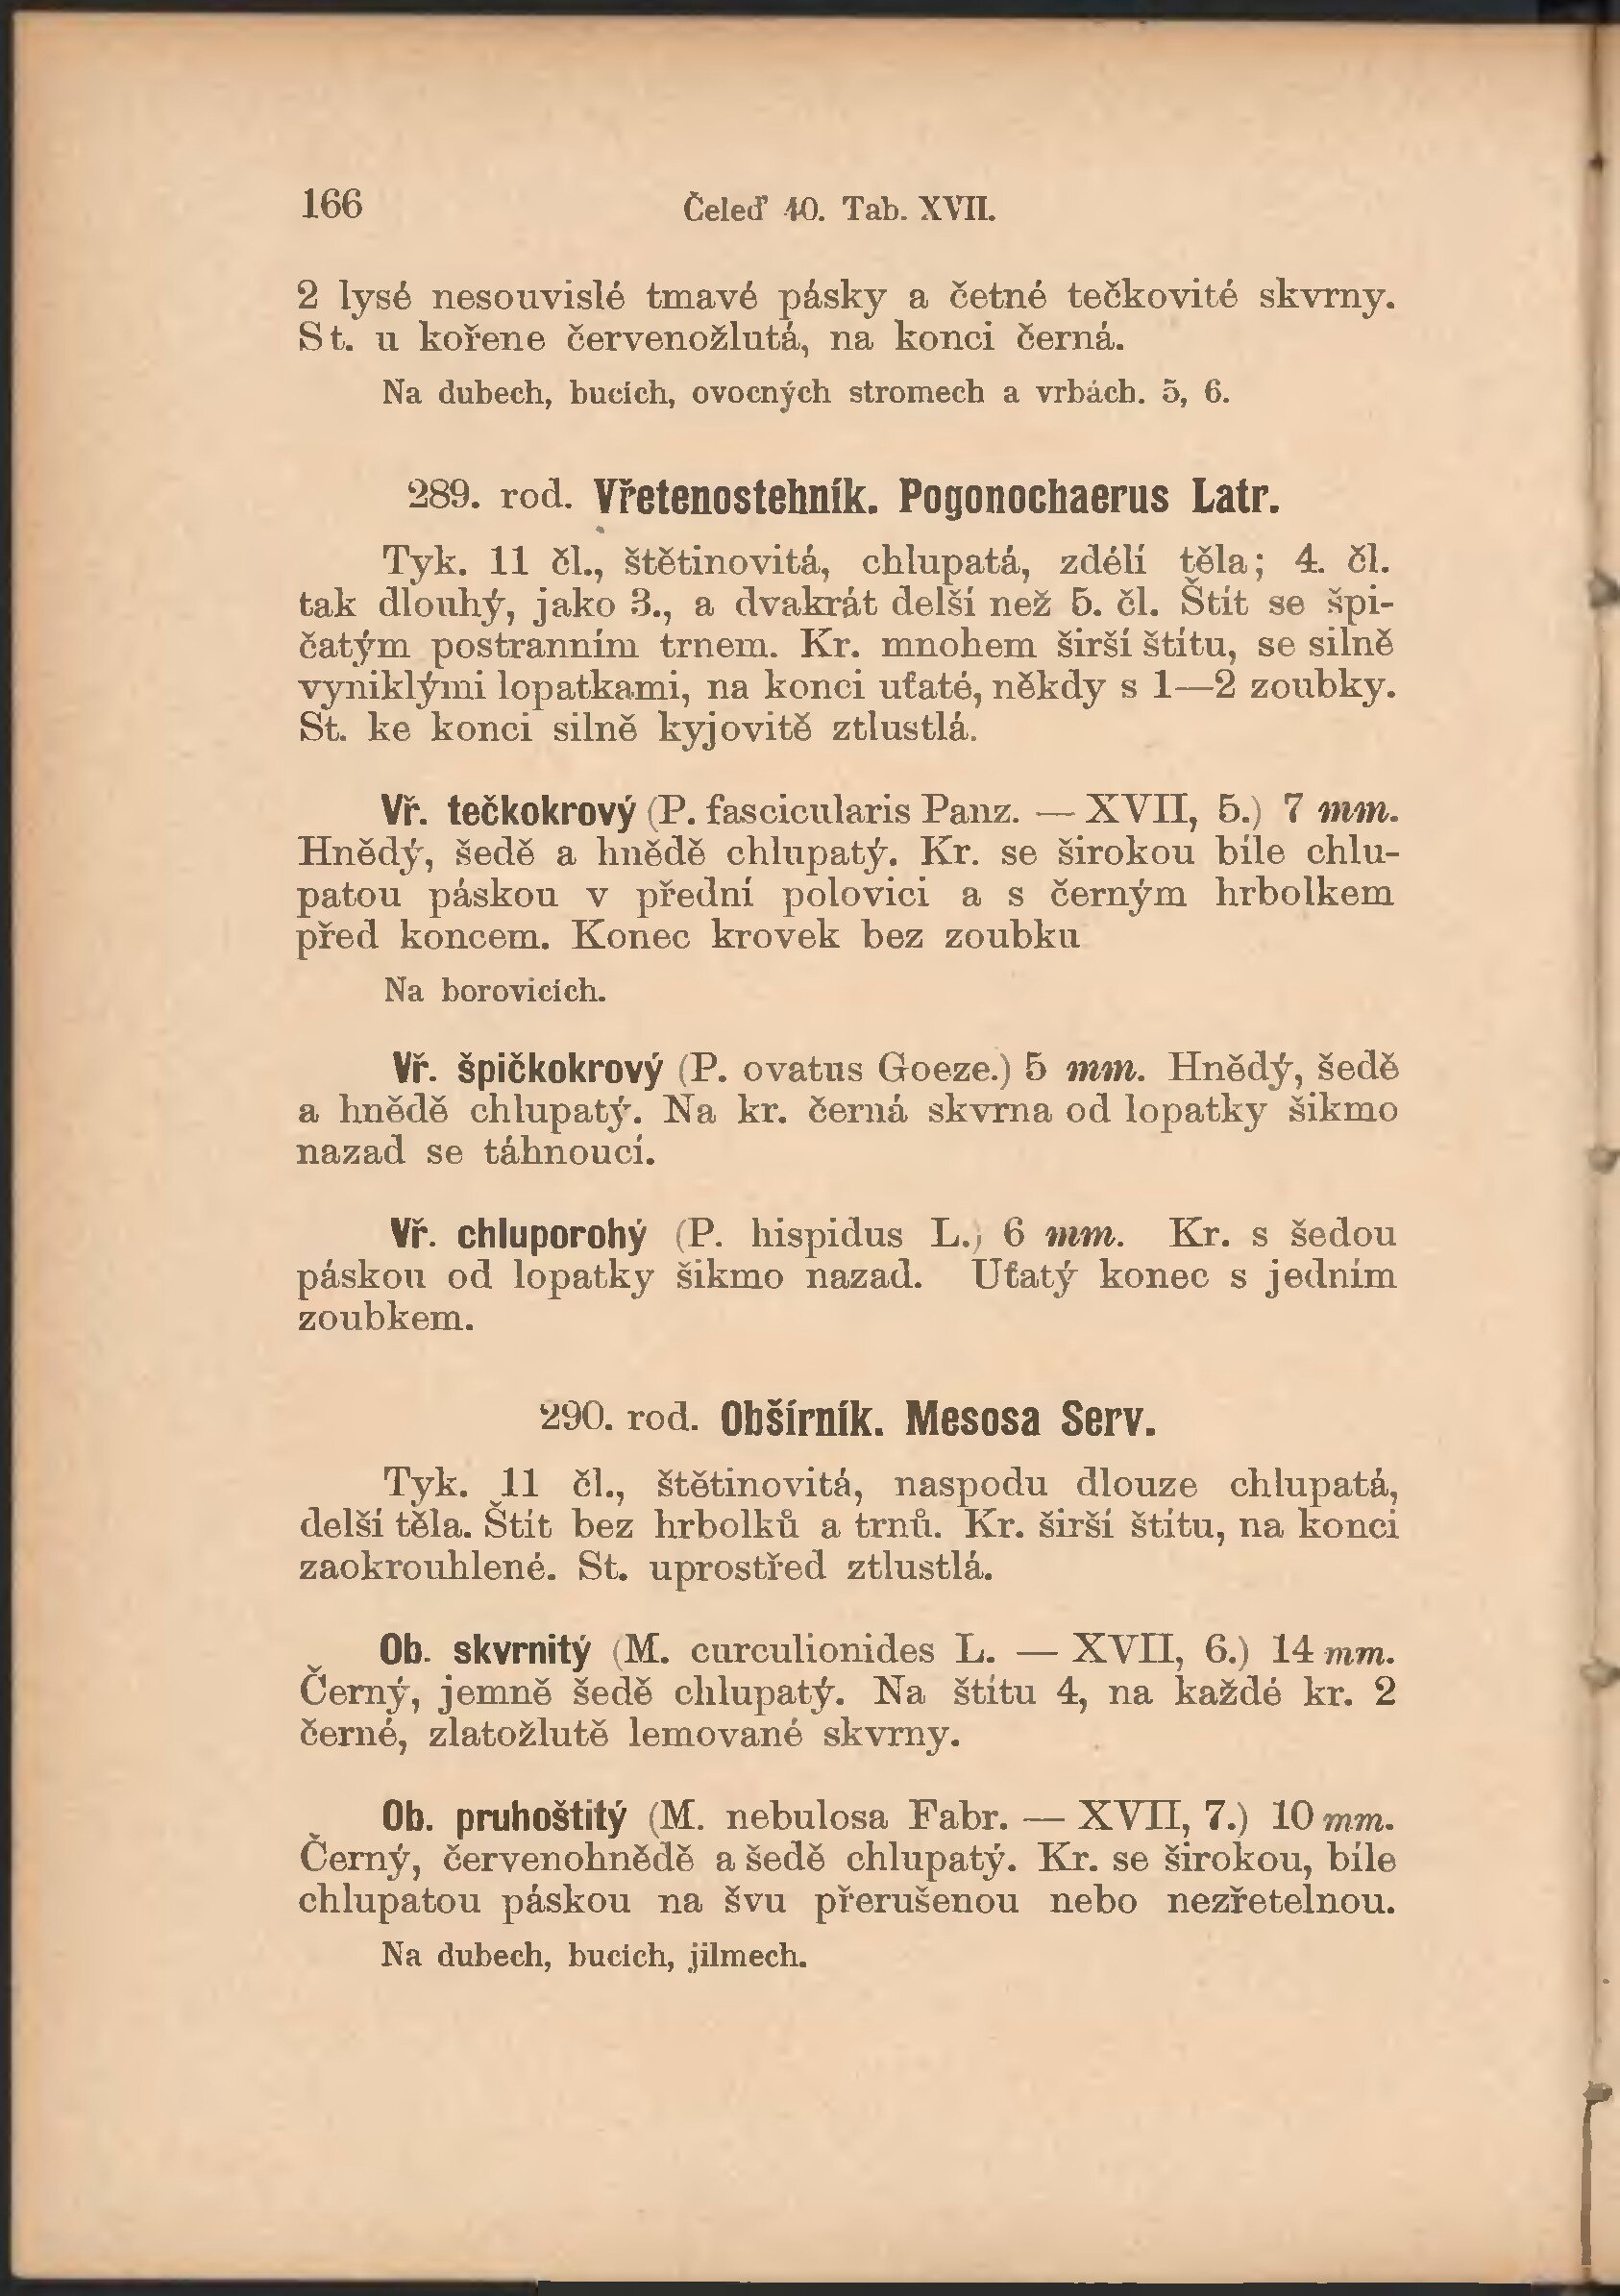 166
Čeleď 40. Tab. XVII.
2 lysé nesouvislé tmavé pásky a četné tečkovité skvrny.
St. u kořene červenožlutá, na konci černá.
Na dubech, bucích, ovocných stromech a vrbách. 5, 6.
289. rod. Vřetenostehník. Pogonochaerus Latr.
Tyk. 11 čl., štětinovitá, chlupatá, zdélí těla; 4. čl.
tak dlouhý, jako 3., a dvakrát delší než 5. čl. Štít se špi-
čatým postranním trnem. Kr. mnohem širší štítu, se silně
vyniklými lopatkami, na konci uťaté, někdy s 1—2 zoubky.
St. ke konci silně kyjovitě ztlustlá.
Vř. tečkokrový (P. fascicularis Panz. — XVII, 5.) 7 mm.
Hnědý, šedě a hnědě chlupatý. Kr. se širokou bíle chlu-
patou páskou v přední polovici a s černým hrbolkem
před koncem. Konec krovek bez zoubku
Na borovicích.
Vř. špičkokrový (P. ovatus Goeze.) 5 mm. Hnědý, šedě
a hnědě chlupatý. Na kr. černá skvrna od lopatky šikmo
nazad se táhnoucí.
Vř. chluporohý (P. hispidus L.) 6 mm. Kr. s šedou
páskou od lopatky šikmo nazad. Uťatý konec s jedním
zoubkem.
290. rod. Obšírník. Mesosa Serv.
Tyk. 11 čl., štětinovitá, naspodu dlouze chlupatá,
delší těla. Štít bez hrbolků a trnů. Kr. širší štítu, na konci
zaokrouhlené. St. uprostřed ztlustlá.
Ob. skvrnitý (M. curculionides L. — XVII, 6.) 14 mm.
Černý, jemně šedě chlupatý. Na štítu 4, na každé kr. 2
černé, zlatožlutě lemované skvrny.
Ob. pruhoštitý (M. nebulosa Fabr. — XVII, 7.) 10 mm.
Černý, červenohnědě a šedě chlupatý. Kr. se širokou, bíle
chlupatou páskou na švu přerušenou nebo nezřetelnou.
Na dubech, bucích, jilmech.